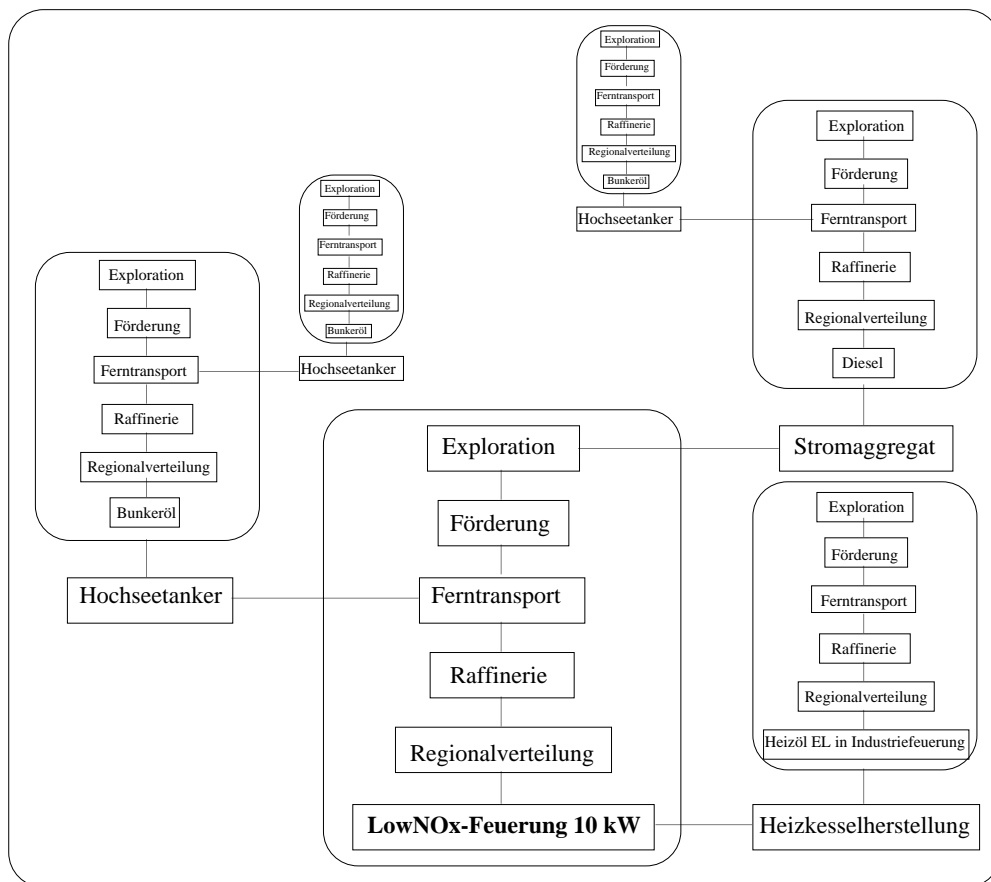 Exploration
Förderung
Ferntransport
Raffinerie
Regionalverteilung
Bunkeröl
Hochseetanker
Exploration
Förderung
Ferntransport
Raffinerie
Regionalverteilung
Diesel
Stromaggregat
Exploration
Förderung
Ferntransport
Raffinerie
Regionalverteilung
Bunkeröl
Hochseetanker
Exploration
Förderung
Ferntransport
Raffinerie
Regionalverteilung
Bunkeröl
Hochseetanker
Exploration
Förderung
Ferntransport
Raffinerie
Regionalverteilung
LowNOx-Feuerung 10 kW
Exploration
Förderung
Ferntransport
Raffinerie
Regionalverteilung
Heizöl EL in Industriefeuerung
Heizkesselherstellung